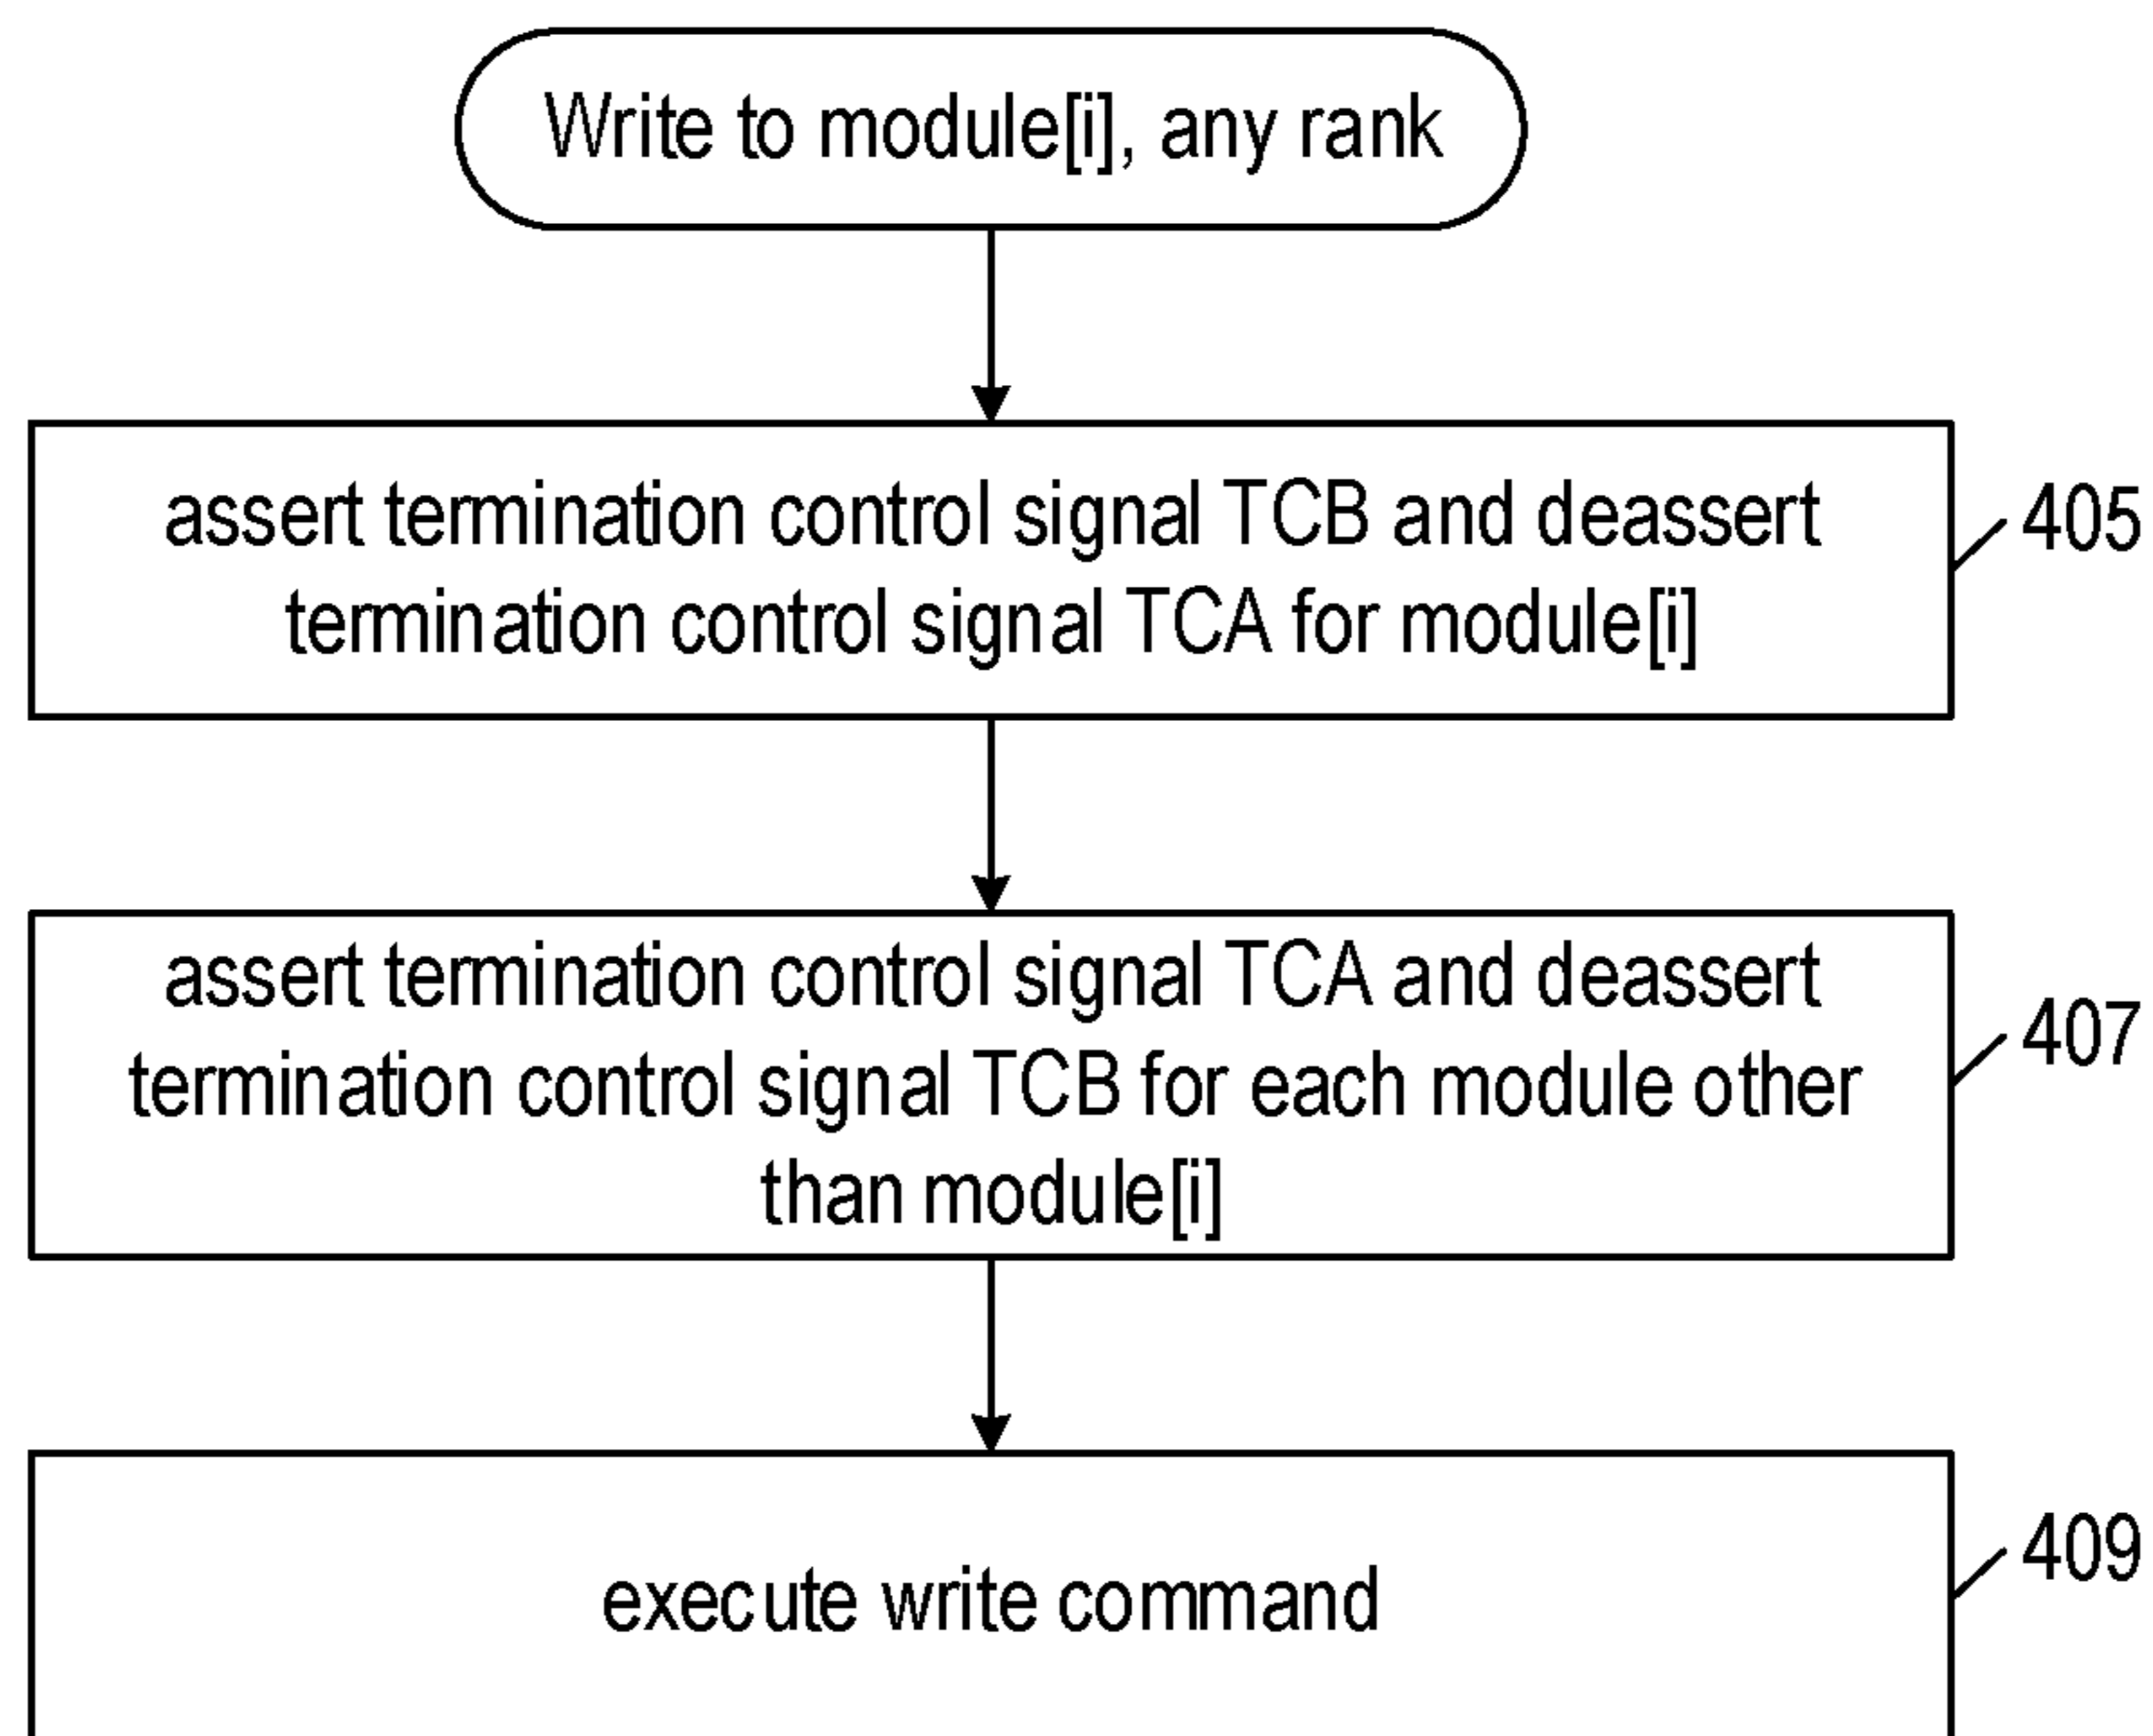 Write to module[i], any rank
assert termination control signal TCB and deassert
termination control signal TCA for module[i]
405
assert termination control signal TCA and deassert
termination control signal TCB for each module other
than module[i]
407
execute write command
409